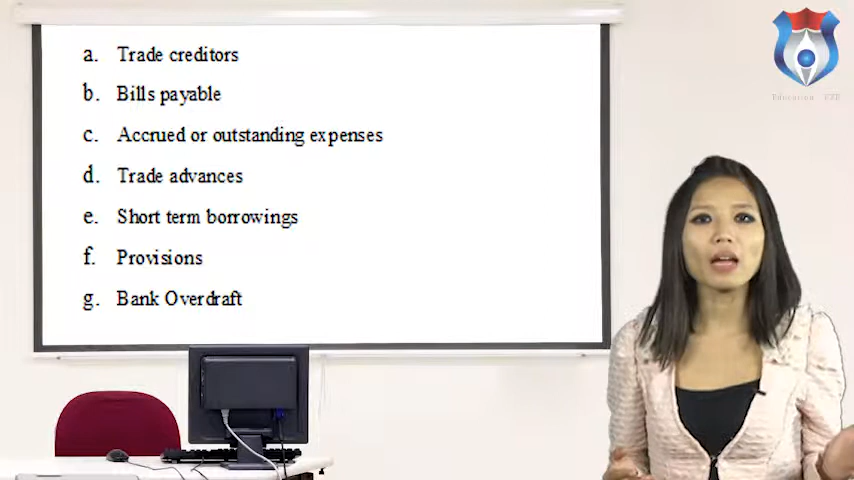 a. Trade creditors
b. Bills payable
c. Accrued or outstanding expenses
d. Trade advances
e. Short term borrowings
f. Provisions
g. Bank Overdraft